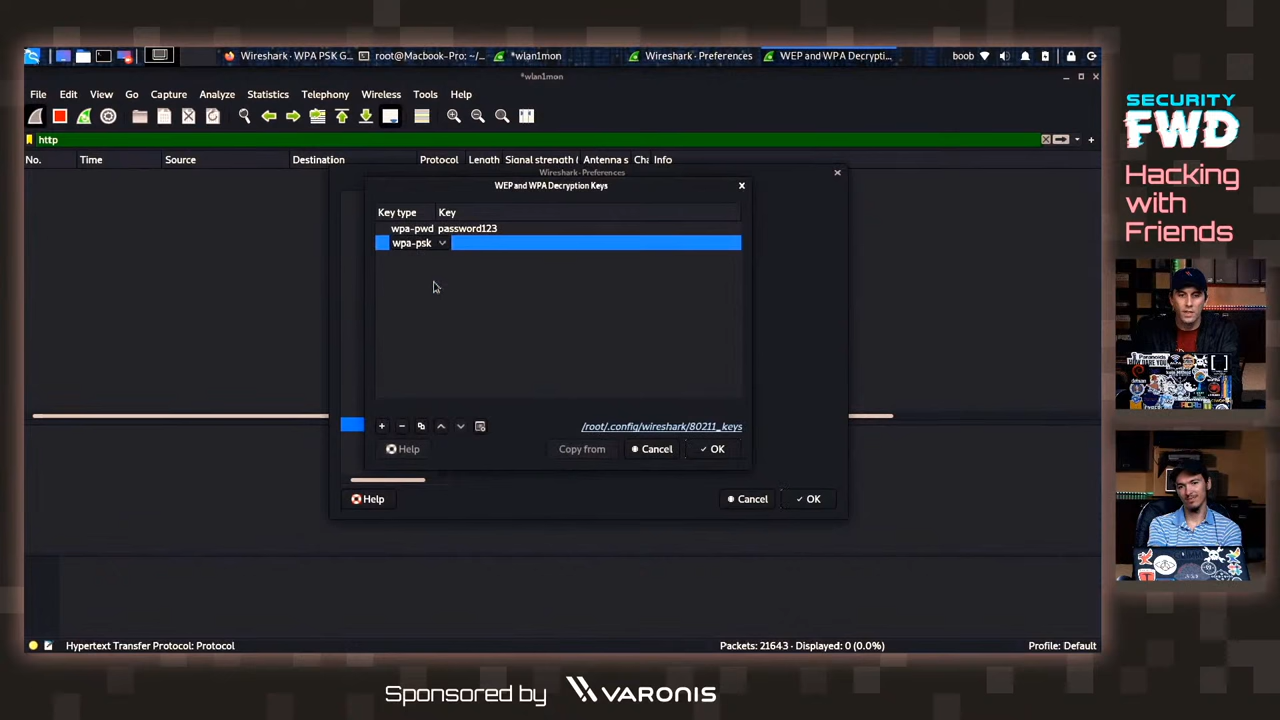 Wireshark · WPA PSK G...
root@Macbook-Pro: ~/...
*wlan1mon
Wireshark · Preferences
WEP and WPA Decrypti...
boob
*wlan1mon
File Edit View Go Capture Analyze Statistics Telephony Wireless Tools Help
http
No. Time Source Destination Protocol Length Signal strength ( Antenna s Cha Info
Wireshark · Preferences
WEP and WPA Decryption Keys
Key type Key
wpa-pwd password123
wpa-psk
/root/.config/wireshark/80211_keys
Help Copy from Cancel OK
Help Cancel OK
Hypertext Transfer Protocol: Protocol
Packets: 21643 · Displayed: 0 (0.0%)
Profile: Default
SECURITY
FWD
Hacking
with
Friends
Sponsored by VARONIS